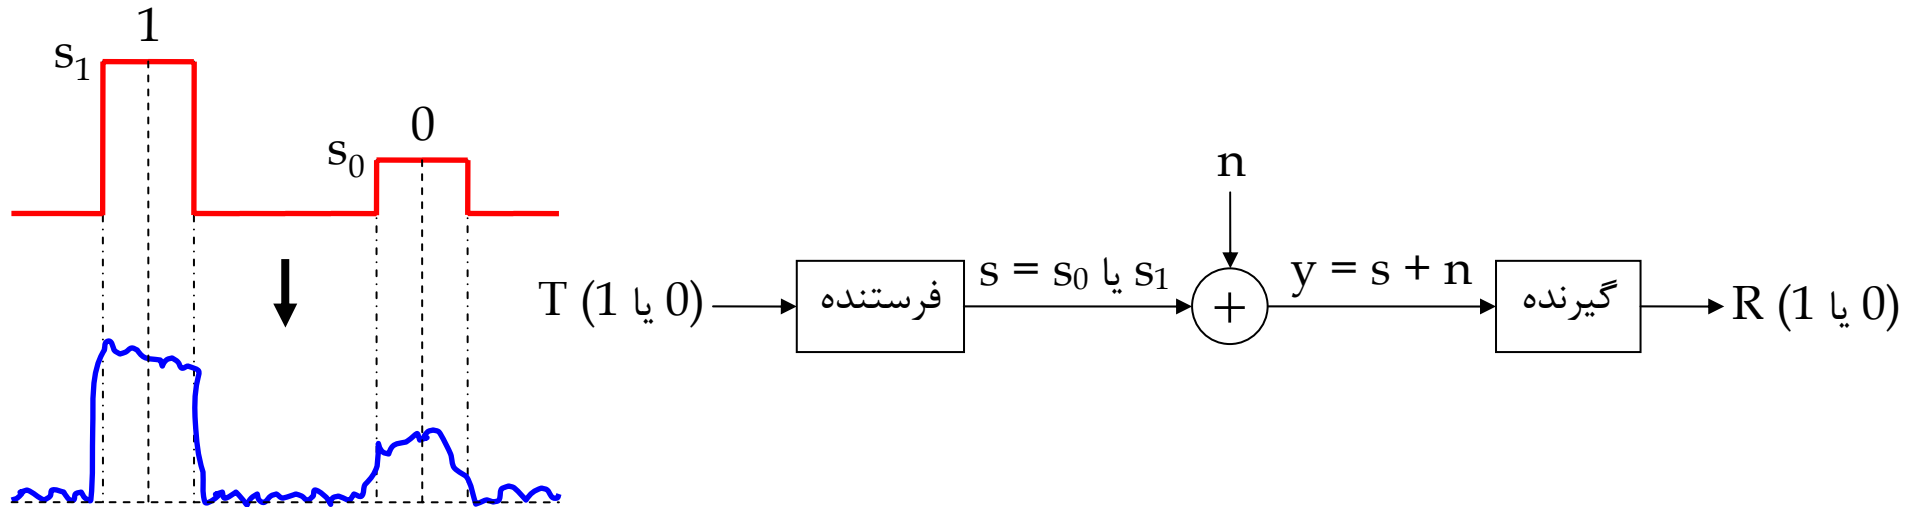 1
s₁
0
s₀
n
T (1 یا 0)
فرستنده
s = s₀ یا s₁
+
y = s + n
گیرنده
R (1 یا 0)